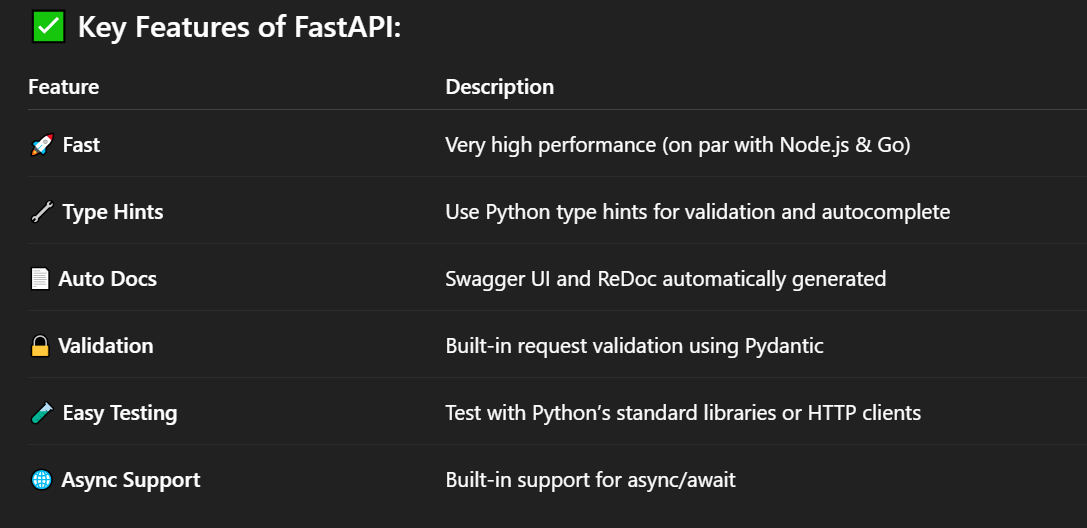 ✅ Key Features of FastAPI:
Feature Description
🚀 Fast Very high performance (on par with Node.js & Go)
🔧 Type Hints Use Python type hints for validation and autocomplete
📄 Auto Docs Swagger UI and ReDoc automatically generated
🔒 Validation Built-in request validation using Pydantic
🧪 Easy Testing Test with Python’s standard libraries or HTTP clients
🌐 Async Support Built-in support for async/await